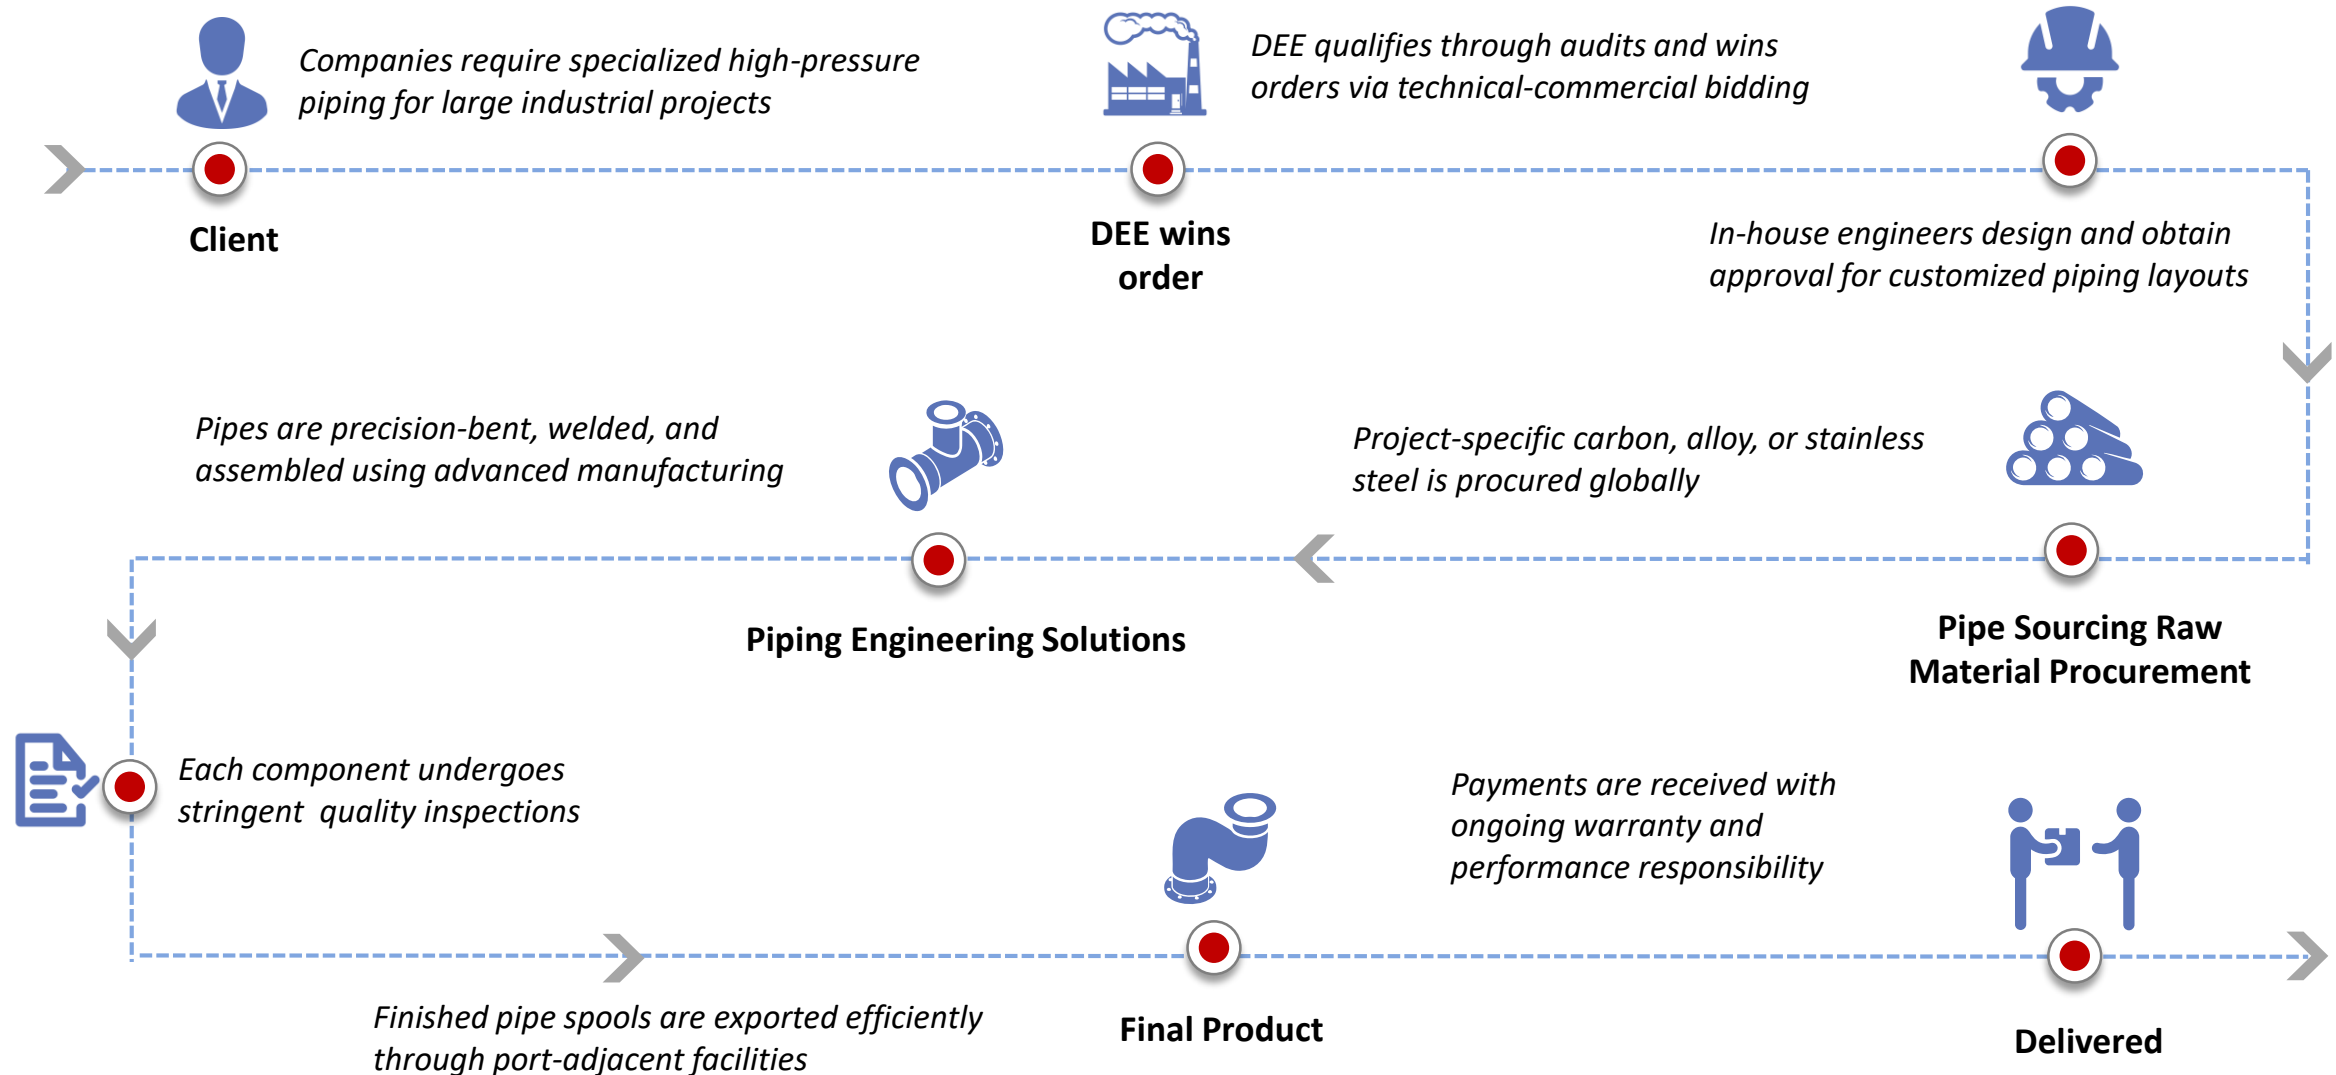 Companies require specialized high-pressure
piping for large industrial projects
Client
DEE qualifies through audits and wins
orders via technical-commercial bidding
DEE wins
order
In-house engineers design and obtain
approval for customized piping layouts
Project-specific carbon, alloy, or stainless
steel is procured globally
Pipe Sourcing Raw
Material Procurement
Pipes are precision-bent, welded, and
assembled using advanced manufacturing
Piping Engineering Solutions
Each component undergoes
stringent  quality inspections
Finished pipe spools are exported efficiently
through port-adjacent facilities
Final Product
Payments are received with
ongoing warranty and
performance responsibility
Delivered